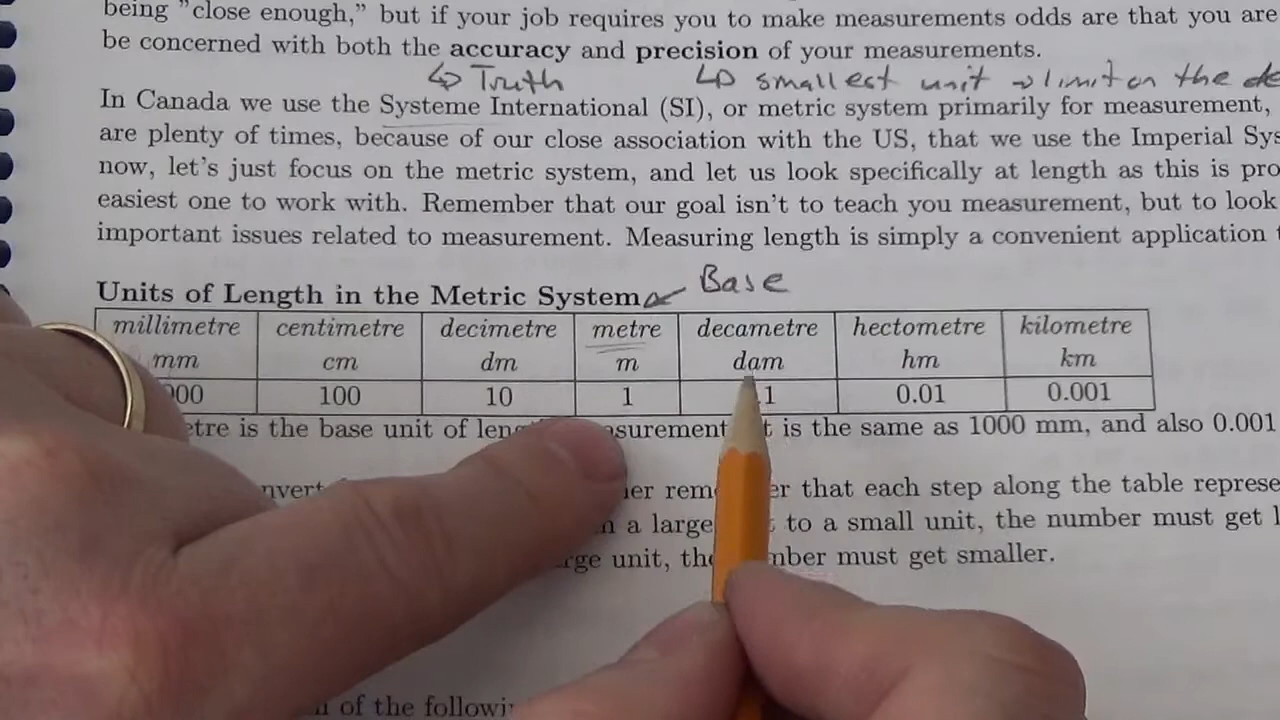 being "close enough," but if your job requires you to make measurements odds are that you are
be concerned with both the accuracy and precision of your measurements.
↳ Truth ↳ smallest unit → limit on the
In Canada we use the Systeme International (SI), or metric system primarily for measurement,
are plenty of times, because of our close association with the US, that we use the Imperial
now, let's just focus on the metric system, and let us look specifically at length as this is
easiest one to work with. Remember that our goal isn't to teach you measurement, but to look
important issues related to measurement. Measuring length is simply a convenient application
Base
Units of Length in the Metric System
millimetre centimetre decimetre metre decametre hectometre kilometre
mm cm dm m dam hm km
100 10 1 0.01 0.001
is the base unit of is the same as 1000 mm, and also 0.001
that each step along the table
a to a small unit, the number must get
unit, must get smaller.
of the